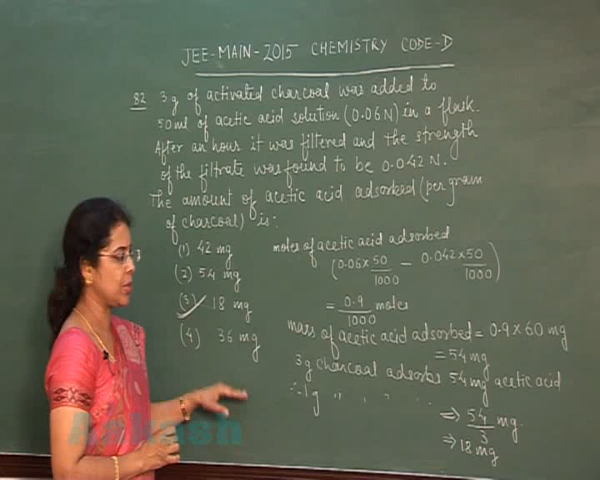 JEE-MAIN-2015 CHEMISTRY CODE-D
82 3 g of activated charcoal was added to
50 ml of acetic acid solution (0.06 N) in a flask.
After an hour it was filtered and the strength
of the filtrate was found to be 0.042 N.
The amount of acetic acid adsorbed (per gram
of charcoal) is:
(1) 42 mg
(2) 54 mg
(3) 18 mg
(4) 36 mg
moles of acetic acid adsorbed
(0.06 × 50/1000 − 0.042 × 50/1000)
= 0.9/1000 moles
mass of acetic acid adsorbed = 0.9 × 60 mg
= 54 mg
3g charcoal adsorbs 54 mg acetic acid
∴ 1 g " " " "
⇒ 54/3 mg.
⇒ 18 mg
Aakash